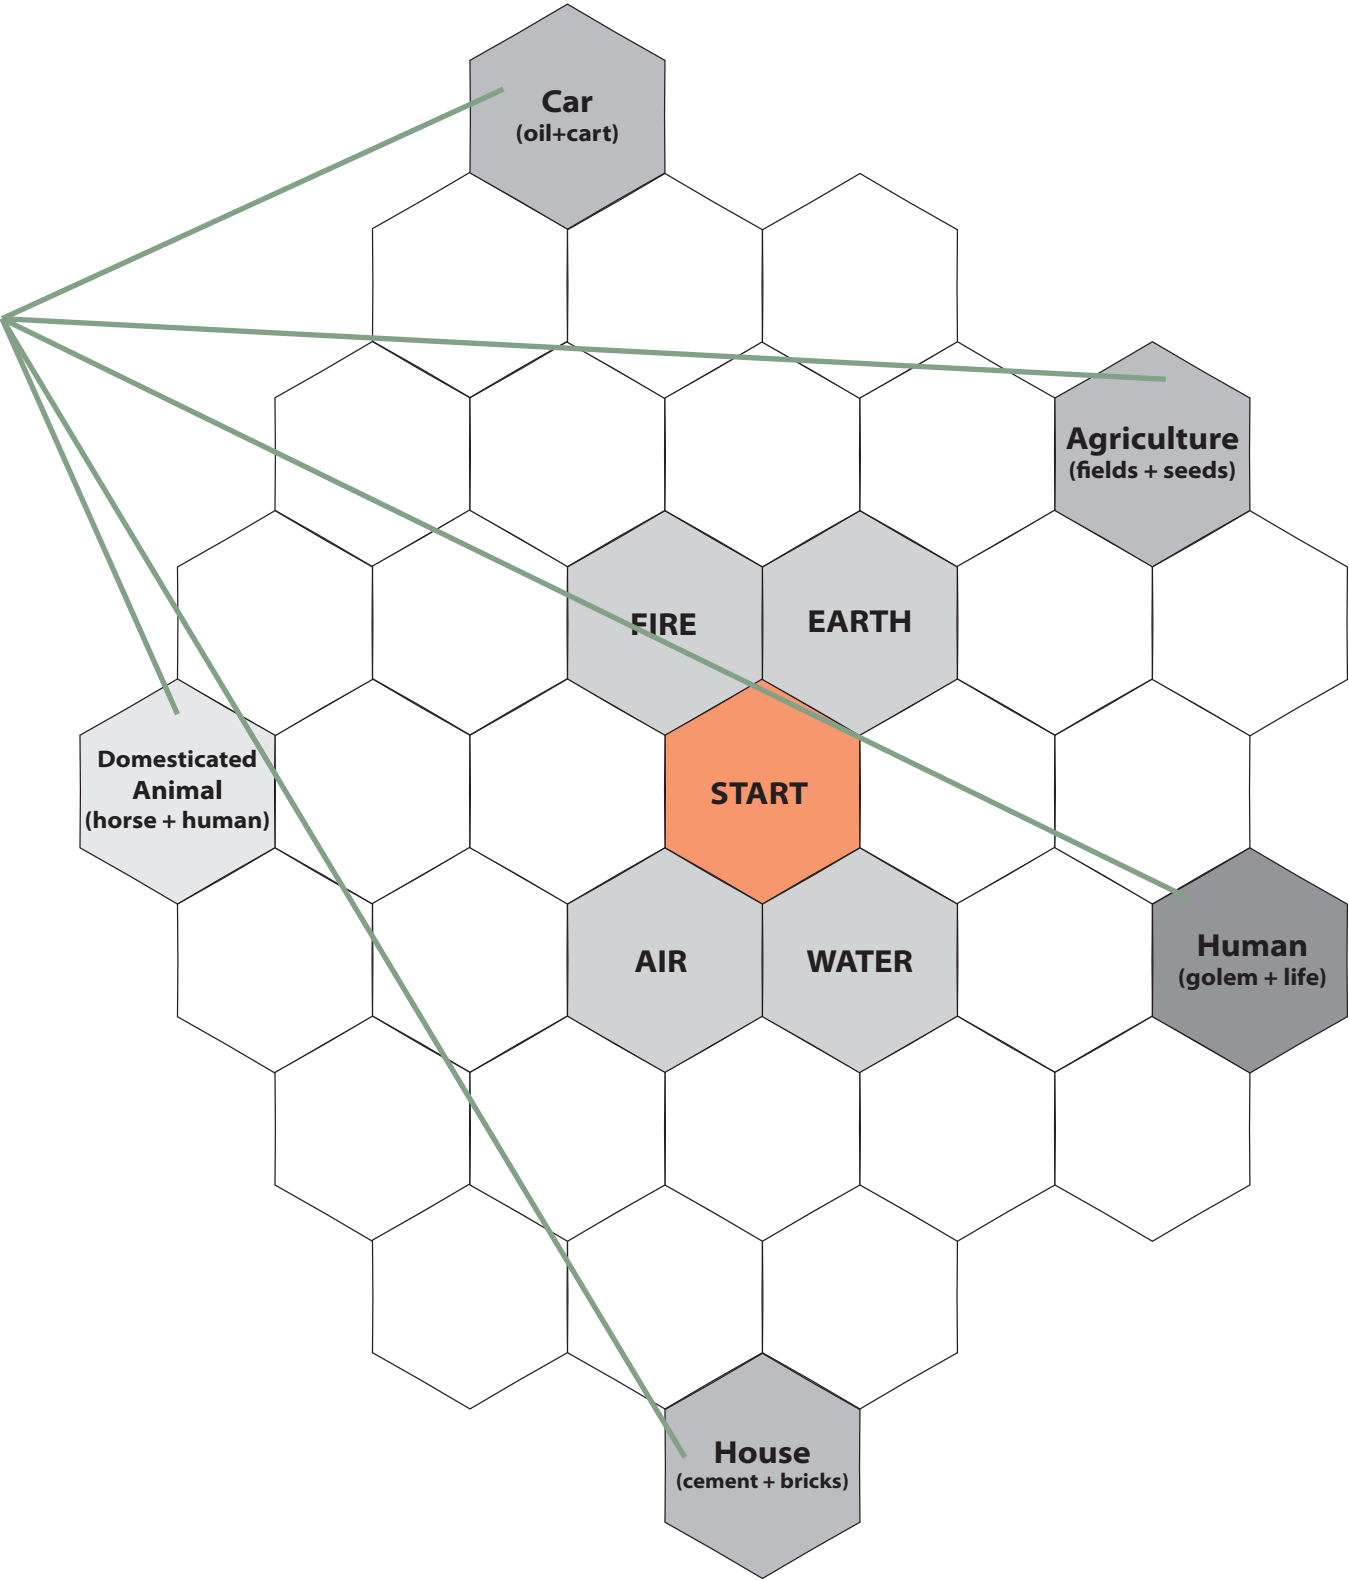 Car
(oil+cart)
Agriculture
(fields + seeds)
FIRE
EARTH
Domesticated
Animal
(horse + human)
START
AIR
WATER
Human
(golem + life)
House
(cement + bricks)